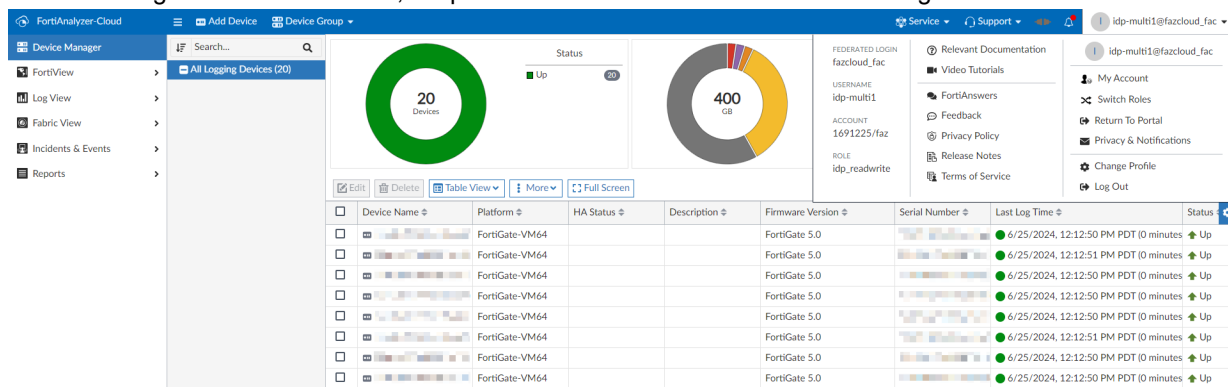 FortiAnalyzer-Cloud Add Device Device Group Service Support I idp-multi1@fazcloud_fac
Device Manager
FortiView
Log View
Fabric View
Incidents & Events
Reports
Search...
All Logging Devices (20)
20
Devices
Status
Up 20
400
GB
FEDERATED LOGIN
fazcloud_fac
USERNAME
idp-multi1
ACCOUNT
1691225/faz
ROLE
idp_readwrite
Relevant Documentation
Video Tutorials
FortiAnswers
Feedback
Privacy Policy
Release Notes
Terms of Service
I idp-multi1@fazcloud_fac
My Account
Switch Roles
Return To Portal
Privacy & Notifications
Change Profile
Log Out
Edit Delete Table View More Full Screen
Device Name Platform HA Status Description Firmware Version Serial Number Last Log Time Status
FortiGate-VM64 FortiGate 5.0 6/25/2024, 12:12:50 PM PDT (0 minutes Up
FortiGate-VM64 FortiGate 5.0 6/25/2024, 12:12:51 PM PDT (0 minutes Up
FortiGate-VM64 FortiGate 5.0 6/25/2024, 12:12:50 PM PDT (0 minutes Up
FortiGate-VM64 FortiGate 5.0 6/25/2024, 12:12:50 PM PDT (0 minutes Up
FortiGate-VM64 FortiGate 5.0 6/25/2024, 12:12:50 PM PDT (0 minutes Up
FortiGate-VM64 FortiGate 5.0 6/25/2024, 12:12:51 PM PDT (0 minutes Up
FortiGate-VM64 FortiGate 5.0 6/25/2024, 12:12:50 PM PDT (0 minutes Up
FortiGate-VM64 FortiGate 5.0 6/25/2024, 12:12:50 PM PDT (0 minutes Up